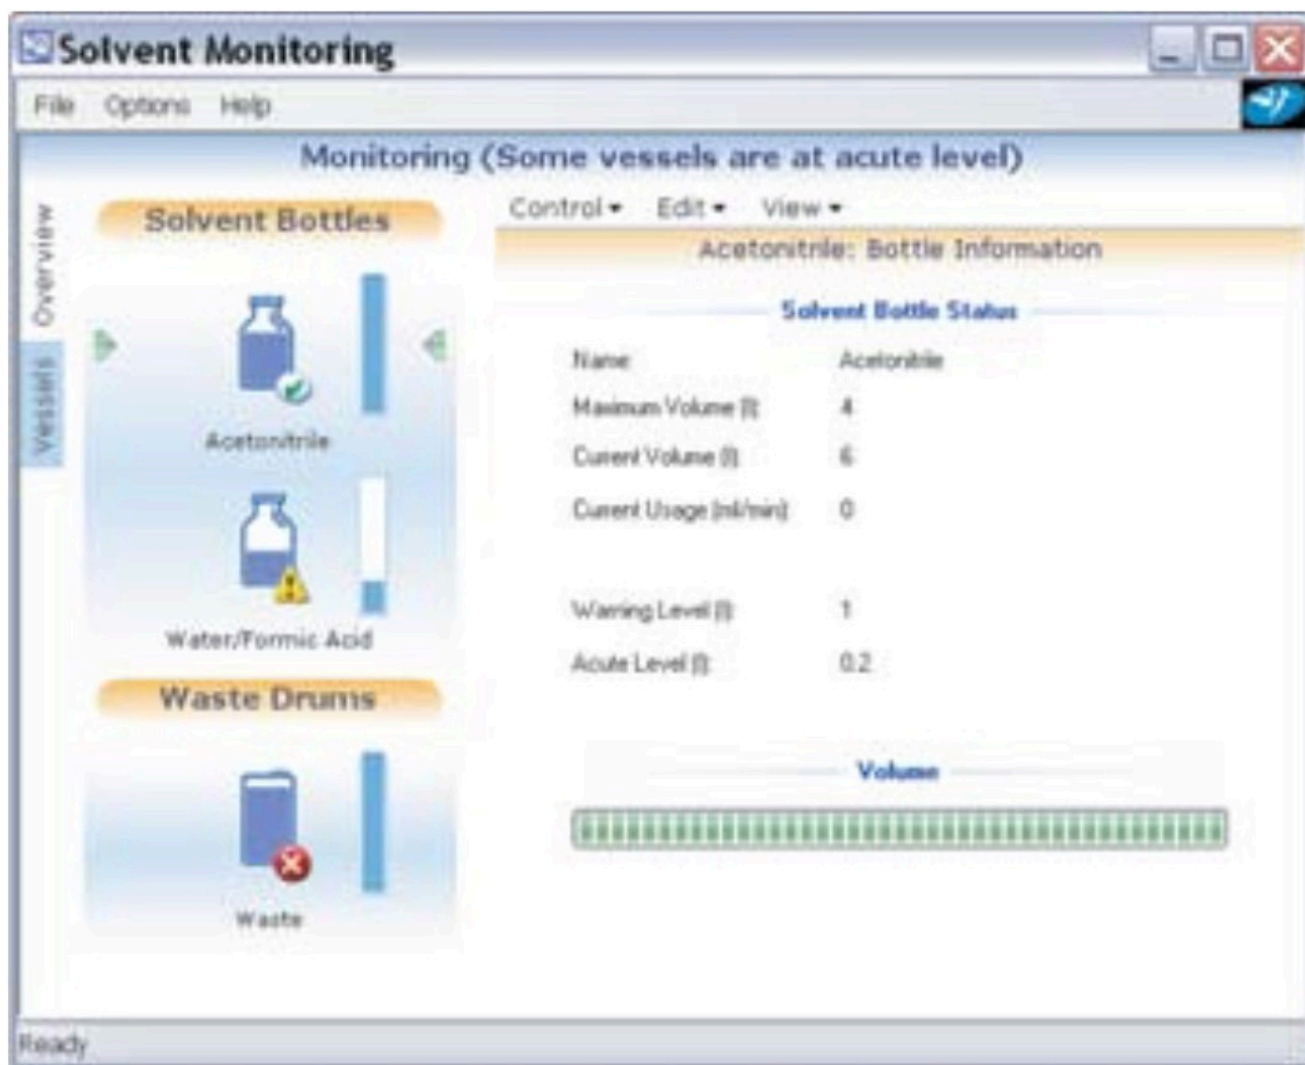 Solvent Monitoring
File Options Help
Monitoring (Some vessels are at acute level)
Overview
Vessels
Solvent Bottles
Acetonitrile
Water/Formic Acid
Waste Drums
Waste
Control Edit View
Acetonitrile: Bottle Information
Solvent Bottle Status
Name: Acetonitrile
Maximum Volume (l): 4
Current Volume (l): 6
Current Usage (ml/min): 0
Warning Level (l): 1
Acute Level (l): 0.2
Volume
Ready